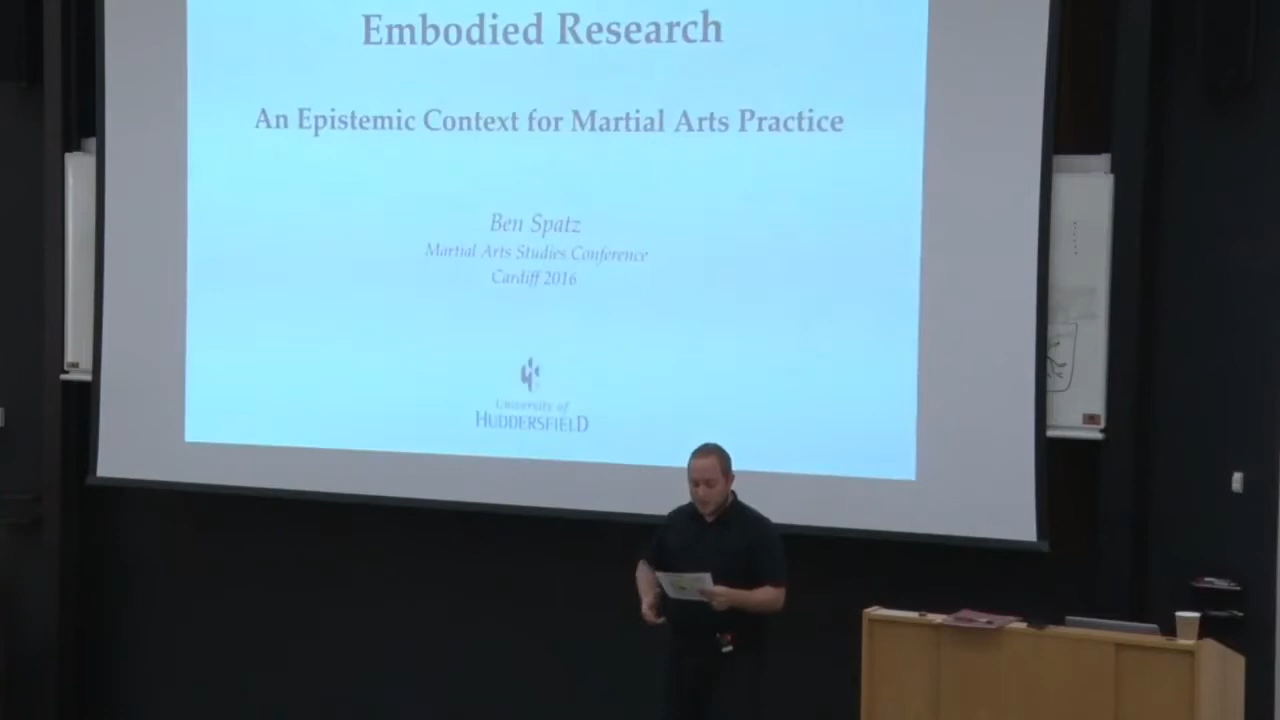 Embodied Research
An Epistemic Context for Martial Arts Practice
Ben Spatz
Martial Arts Studies Conference
Cardiff 2016
University of
HUDDERSFIELD